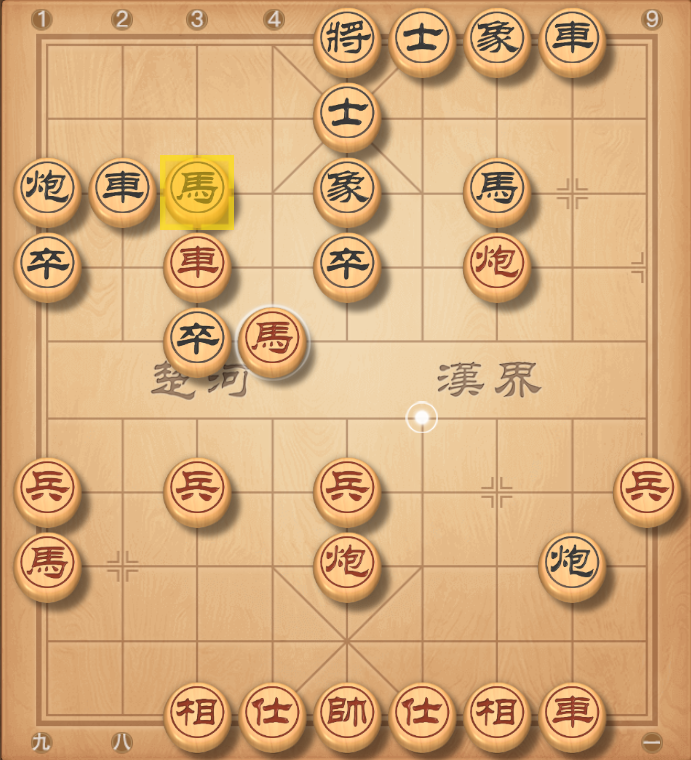 1 2 3 4 9
將 士 象 車
士
炮 車 馬 象 馬
卒 車 卒 炮
卒 馬
楚河 漢界
兵 兵 兵 兵
馬 炮 炮
相 仕 帥 仕 相 車
九 八 一